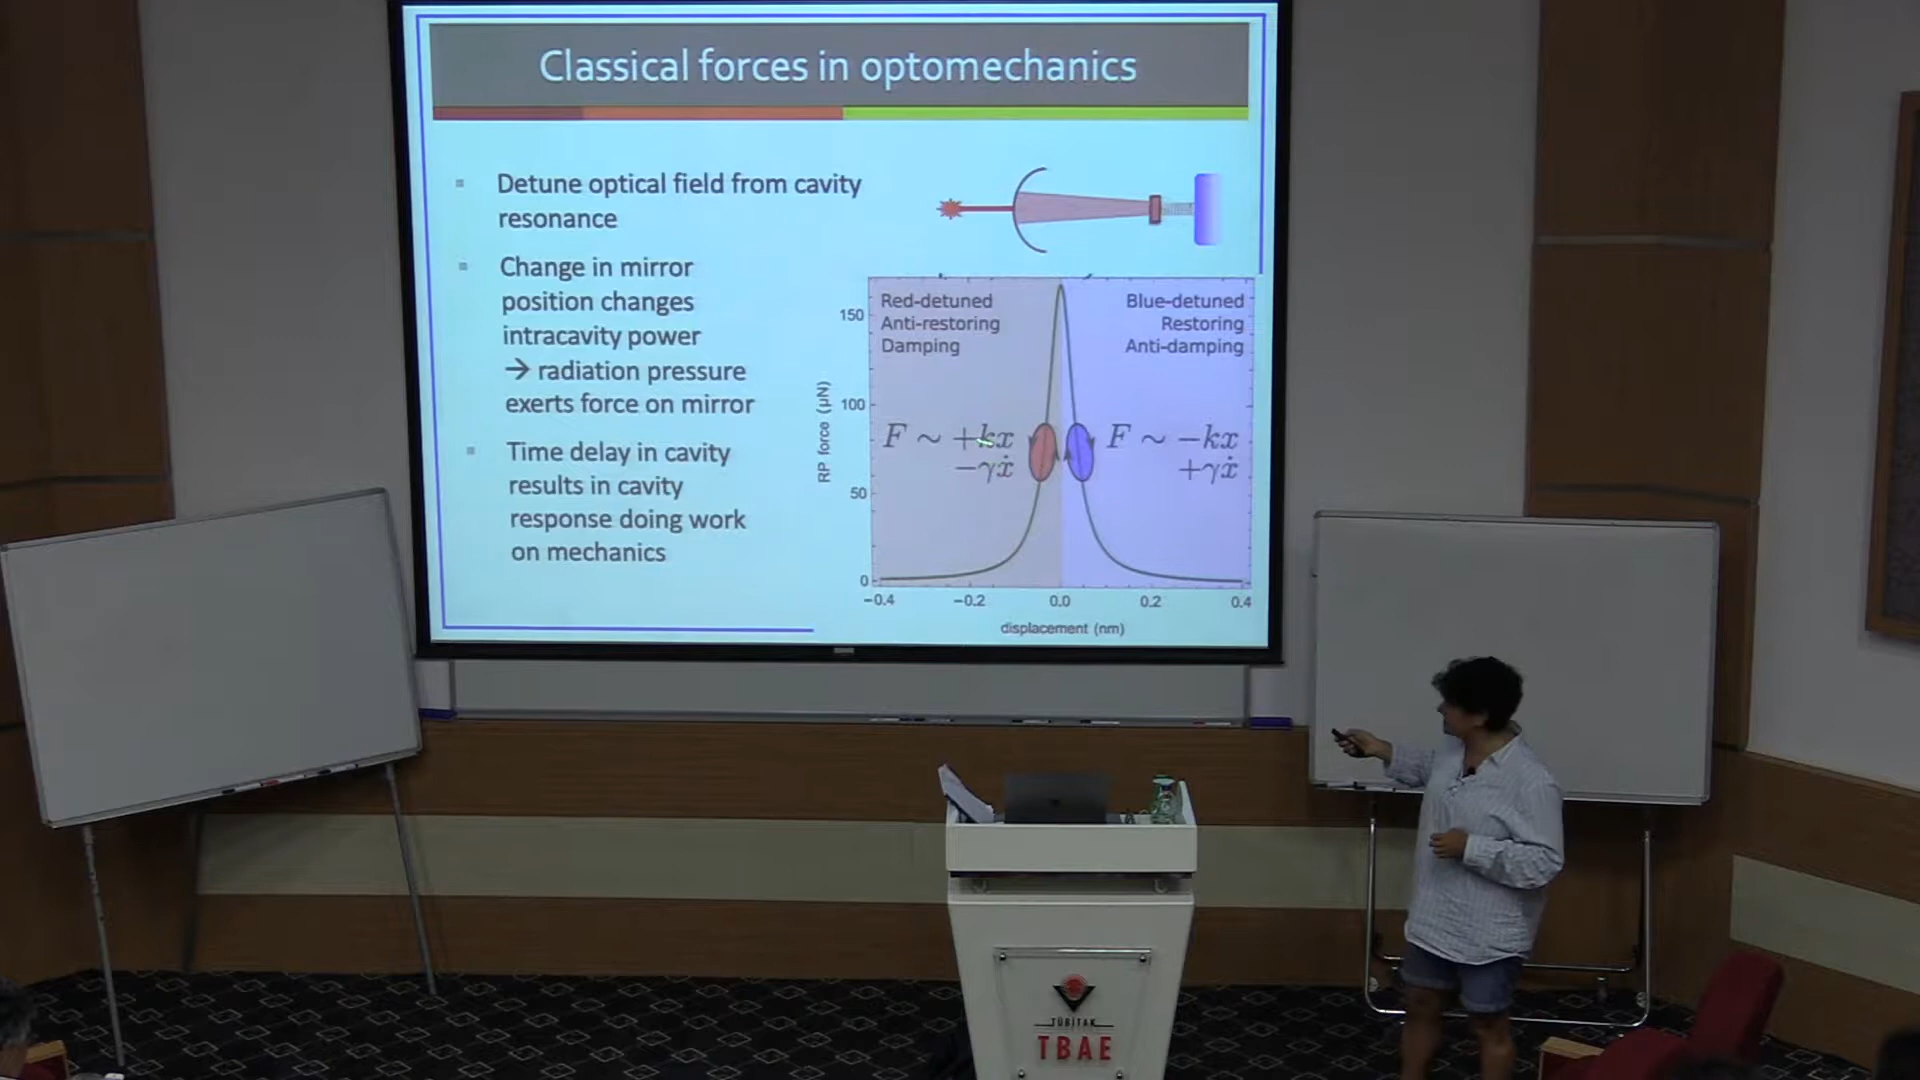 Classical forces in optomechanics
Detune optical field from cavity
resonance
Change in mirror
position changes
intracavity power
→ radiation pressure
exerts force on mirror
Time delay in cavity
results in cavity
response doing work
on mechanics
Red-detuned
Anti-restoring
Damping
Blue-detuned
Restoring
Anti-damping
F ~ +kx
−γẋ
F ~ −kx
+γẋ
RP force (μN)
150
100
50
0
−0.4 −0.2 0.0 0.2 0.4
displacement (nm)
TÜBİTAK
TBAE